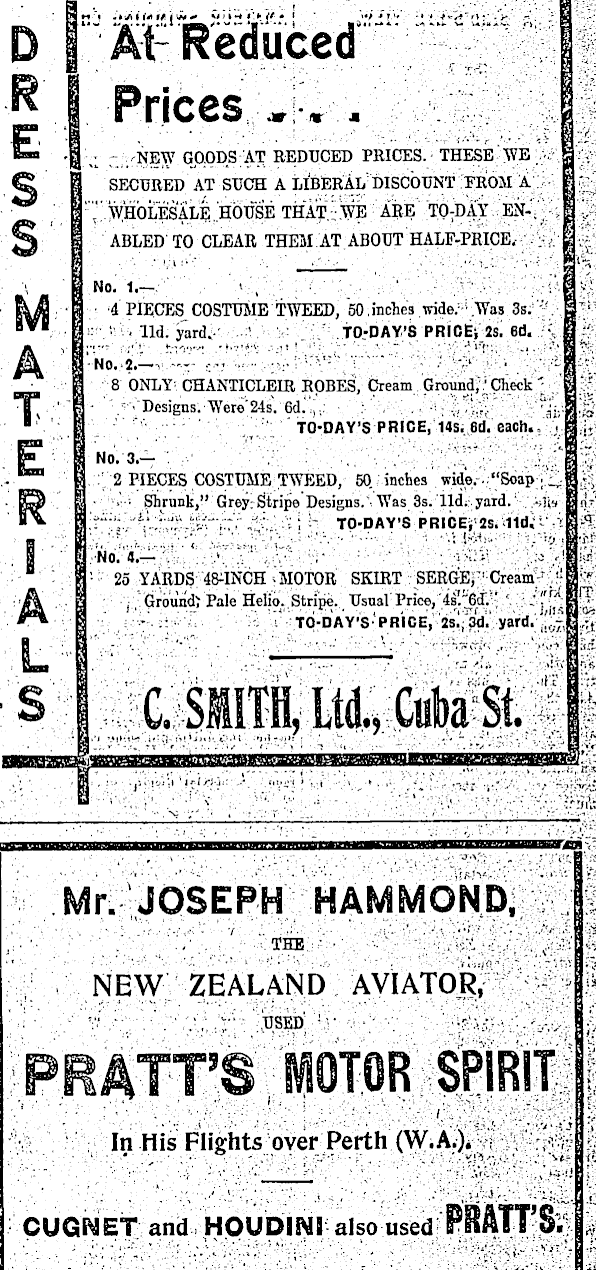 DRESS MATERIALS
At Reduced
Prices . . .
NEW GOODS AT REDUCED PRICES. THESE WE
SECURED AT SUCH A LIBERAL DISCOUNT FROM A
WHOLESALE HOUSE THAT WE ARE TO-DAY EN-
ABLED TO CLEAR THEM AT ABOUT HALF-PRICE.
No. 1.—
4 PIECES COSTUME TWEED, 50 inches wide. Was 3s.
11d. yard. TO-DAY'S PRICE, 2s. 6d.
No. 2.—
8 ONLY CHANTICLEIR ROBES, Cream Ground, Check
Designs. Were 24s. 6d.
TO-DAY'S PRICE, 14s. 6d. each.
No. 3.—
2 PIECES COSTUME TWEED, 50 inches wide. "Soap
Shrunk," Grey Stripe Designs. Was 3s. 11d. yard.
TO-DAY'S PRICE, 2s. 11d.
No. 4.—
25 YARDS 48-INCH MOTOR SKIRT SERGE, Cream
Ground, Pale Helio. Stripe. Usual Price, 4s. 6d.
TO-DAY'S PRICE, 2s. 3d. yard.
C. SMITH, Ltd., Cuba St.
Mr. JOSEPH HAMMOND,
THE
NEW ZEALAND AVIATOR,
USED
PRATT'S MOTOR SPIRIT
In His Flights over Perth (W.A.).
CUGNET and HOUDINI also used PRATT'S.